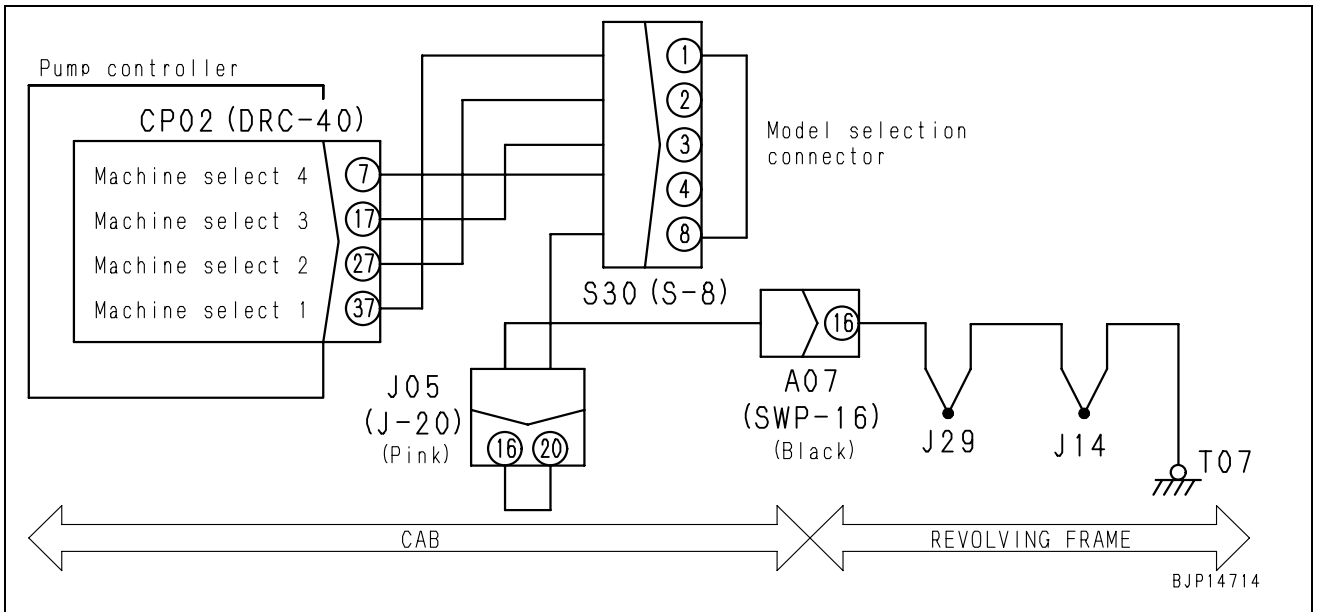 Pump controller
CP02 (DRC-40)
Machine select 4
7
Machine select 3
17
Machine select 2
27
Machine select 1
37
1
2
3
4
8
Model selection
connector
S30 (S-8)
J05
(J-20)
(Pink)
16
20
16
A07
(SWP-16)
(Black)
J29
J14
T07
CAB
REVOLVING FRAME
BJP14714